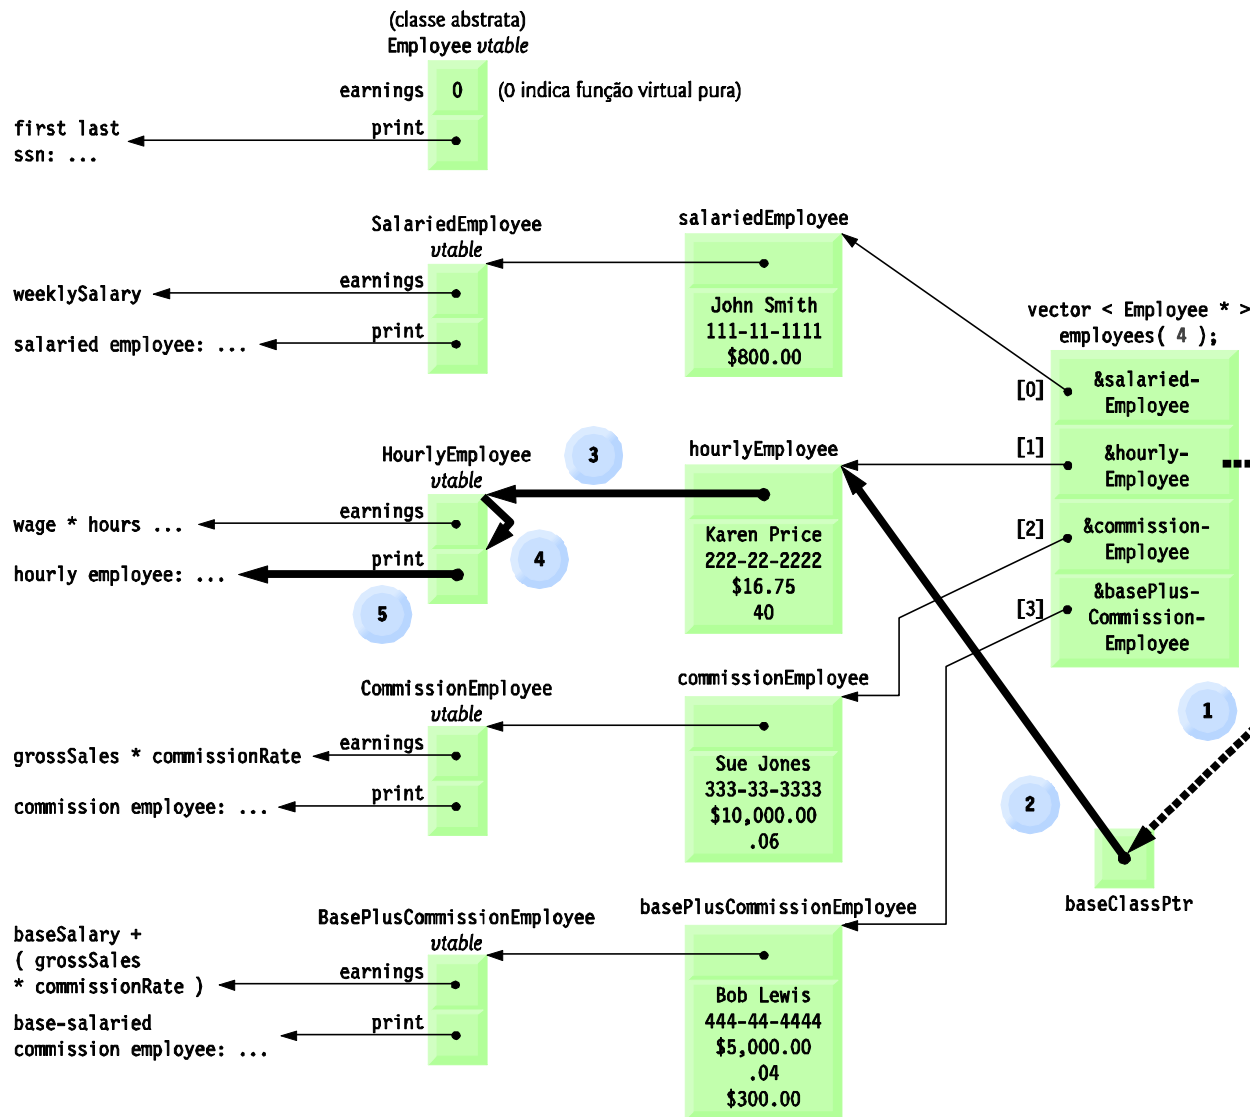 (classe abstrata)
Employee vtable
earnings
0
(0 indica função virtual pura)
first last
ssn: ...
print
SalariedEmployee
vtable
salariedEmployee
weeklySalary
earnings
salaried employee: ...
print
John Smith
111-11-1111
$800.00
vector < Employee * >
employees( 4 );
[0]
&salaried-
Employee
[1]
&hourly-
Employee
[2]
&commission-
Employee
[3]
&basePlus-
Commission-
Employee
HourlyEmployee
vtable
3
hourlyEmployee
wage * hours ...
earnings
4
hourly employee: ...
print
5
Karen Price
222-22-2222
$16.75
40
CommissionEmployee
vtable
commissionEmployee
1
grossSales * commissionRate
earnings
commission employee: ...
print
Sue Jones
333-33-3333
$10,000.00
.06
2
baseClassPtr
BasePlusCommissionEmployee
vtable
basePlusCommissionEmployee
baseSalary +
( grossSales
* commissionRate )
earnings
base-salaried
commission employee: ...
print
Bob Lewis
444-44-4444
$5,000.00
.04
$300.00